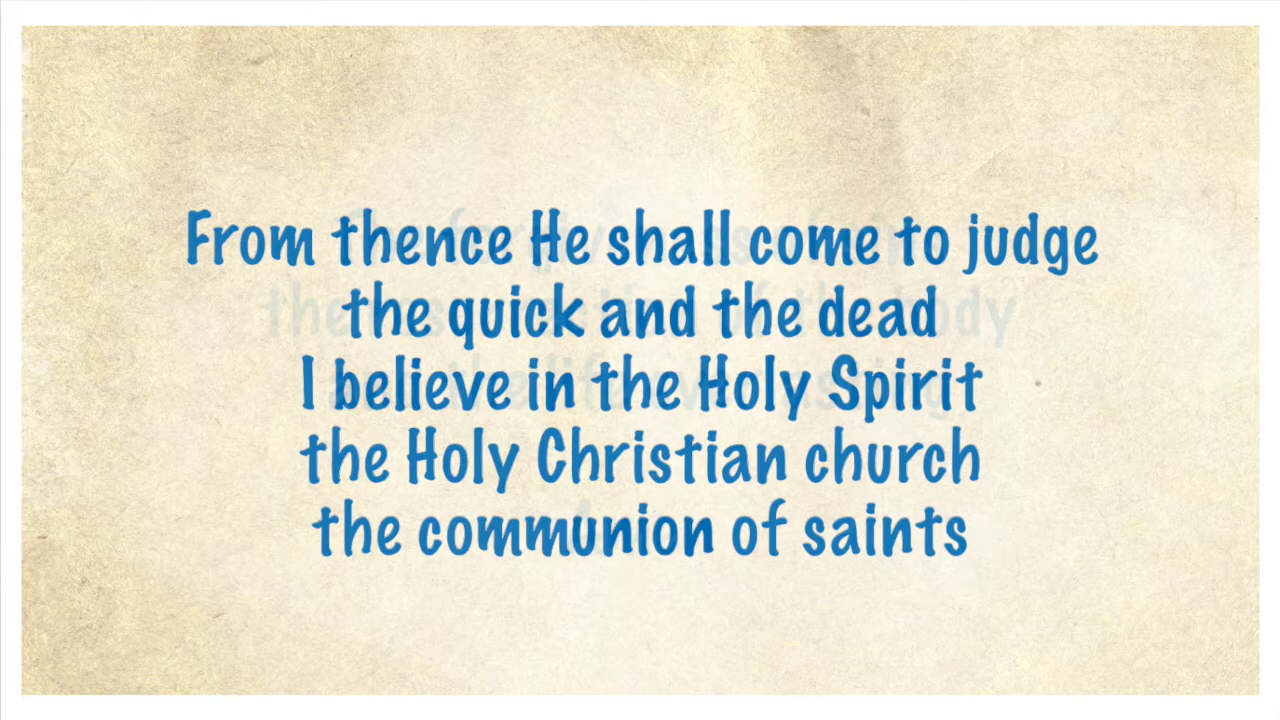 From thence He shall come to judge
the quick and the dead
I believe in the Holy Spirit
the Holy Christian church
the communion of saints